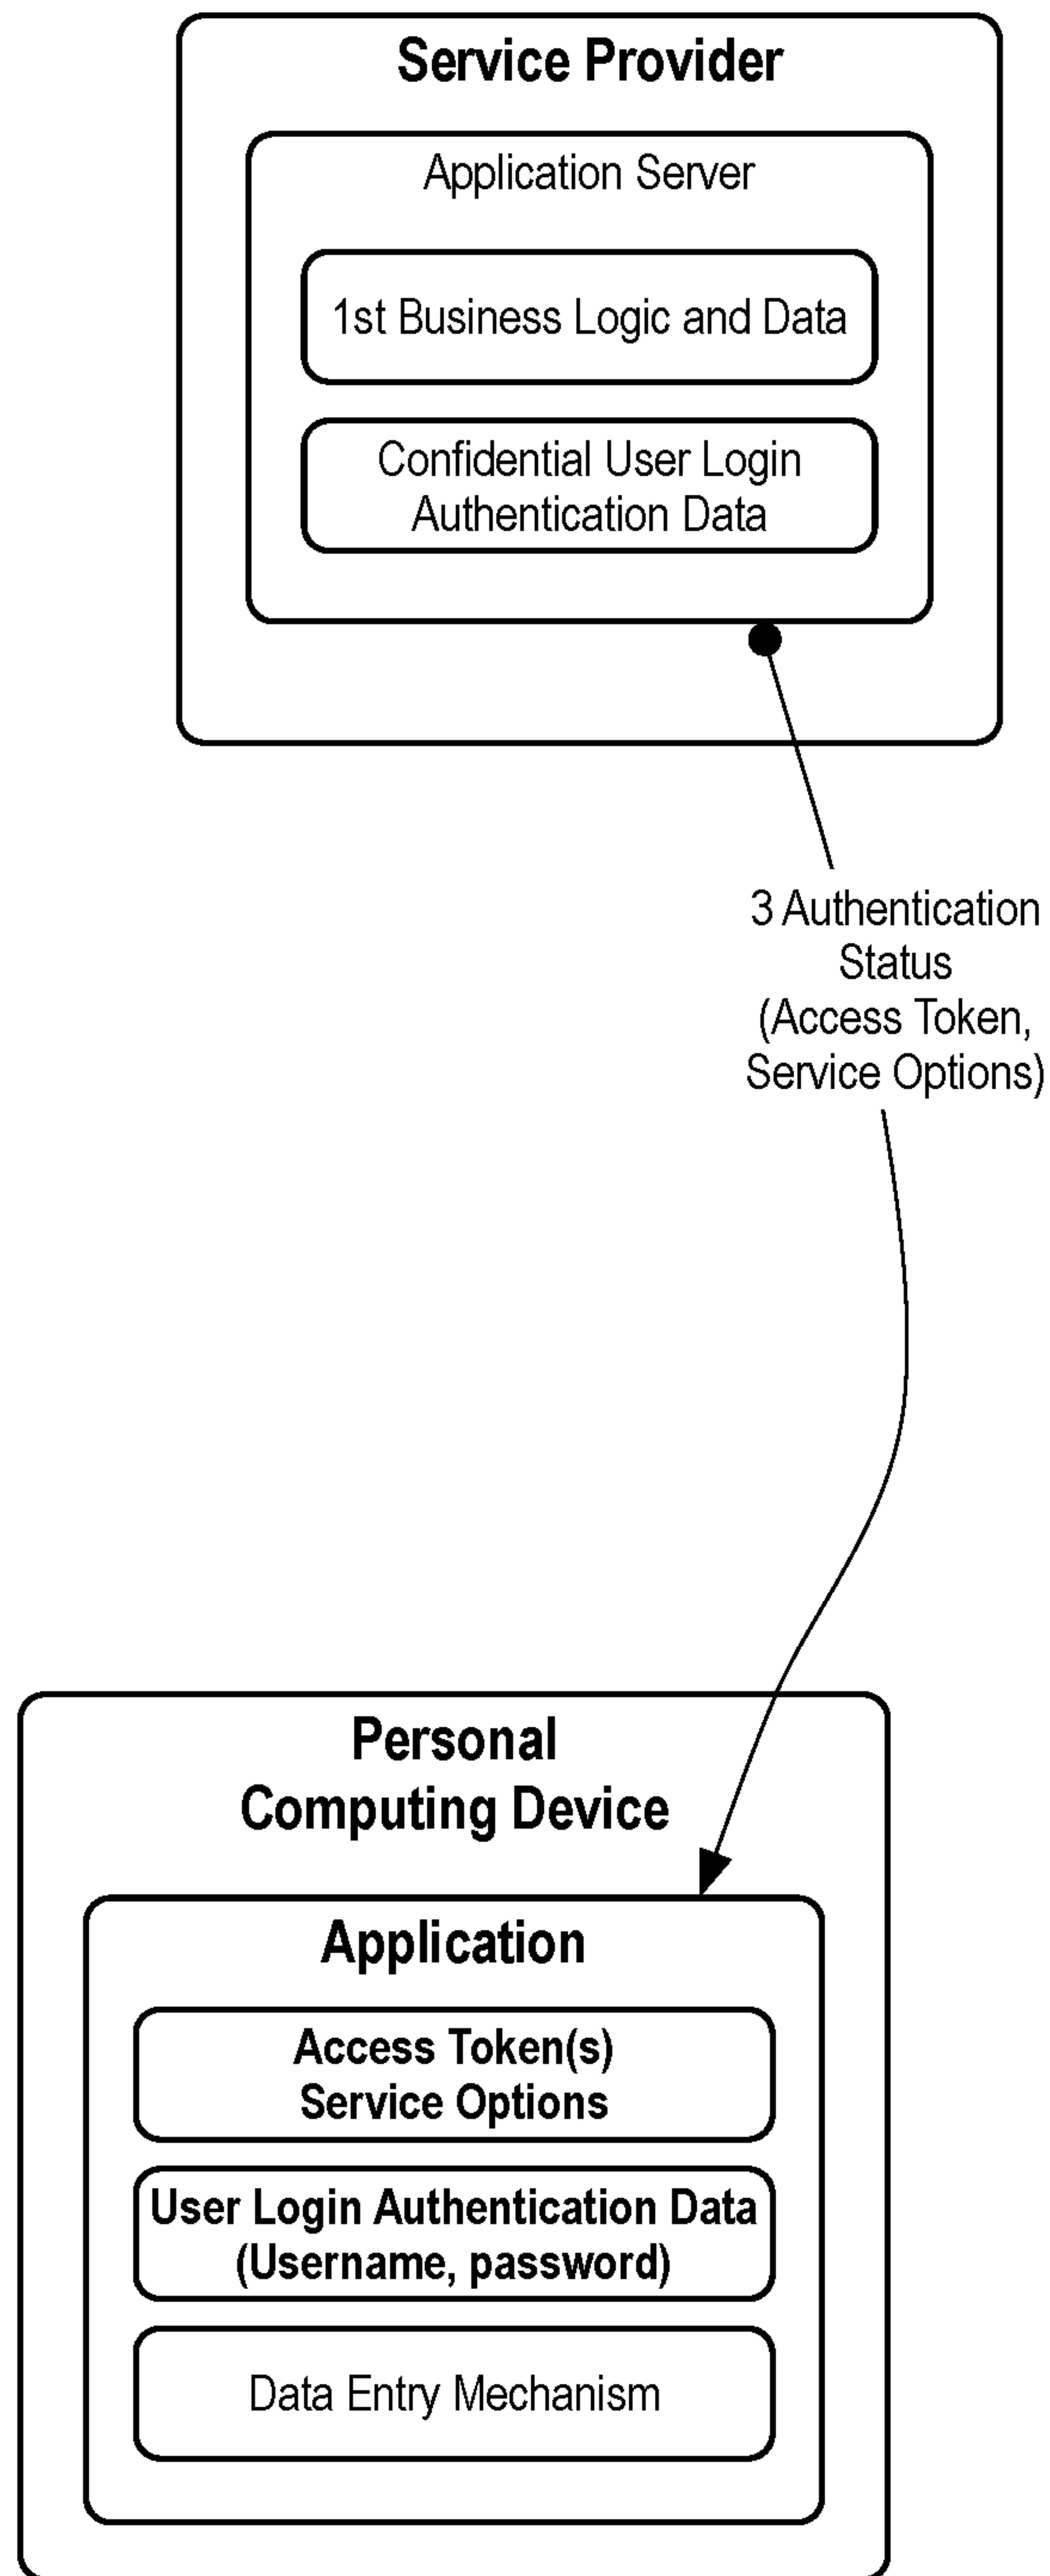 Service Provider
Application Server
1st Business Logic and Data
Confidential User Login
Authentication Data
3 Authentication
Status
(Access Token,
Service Options)
Personal
Computing Device
Application
Access Token(s)
Service Options
User Login Authentication Data
(Username, password)
Data Entry Mechanism